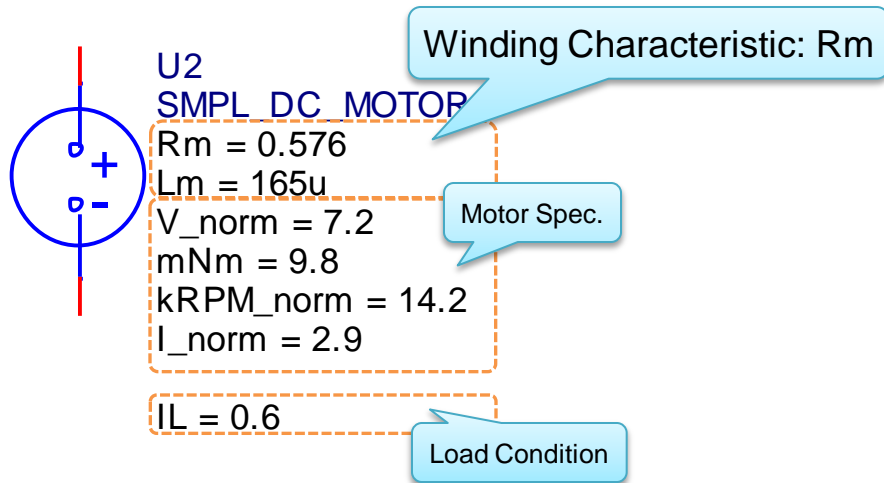 Winding Characteristic: Rm
U2
SMPL_DC_MOTOR
Rm = 0.576
Lm = 165u
+
-
V_norm = 7.2
Motor Spec.
mNm = 9.8
kRPM_norm = 14.2
I_norm = 2.9
IL = 0.6
Load Condition